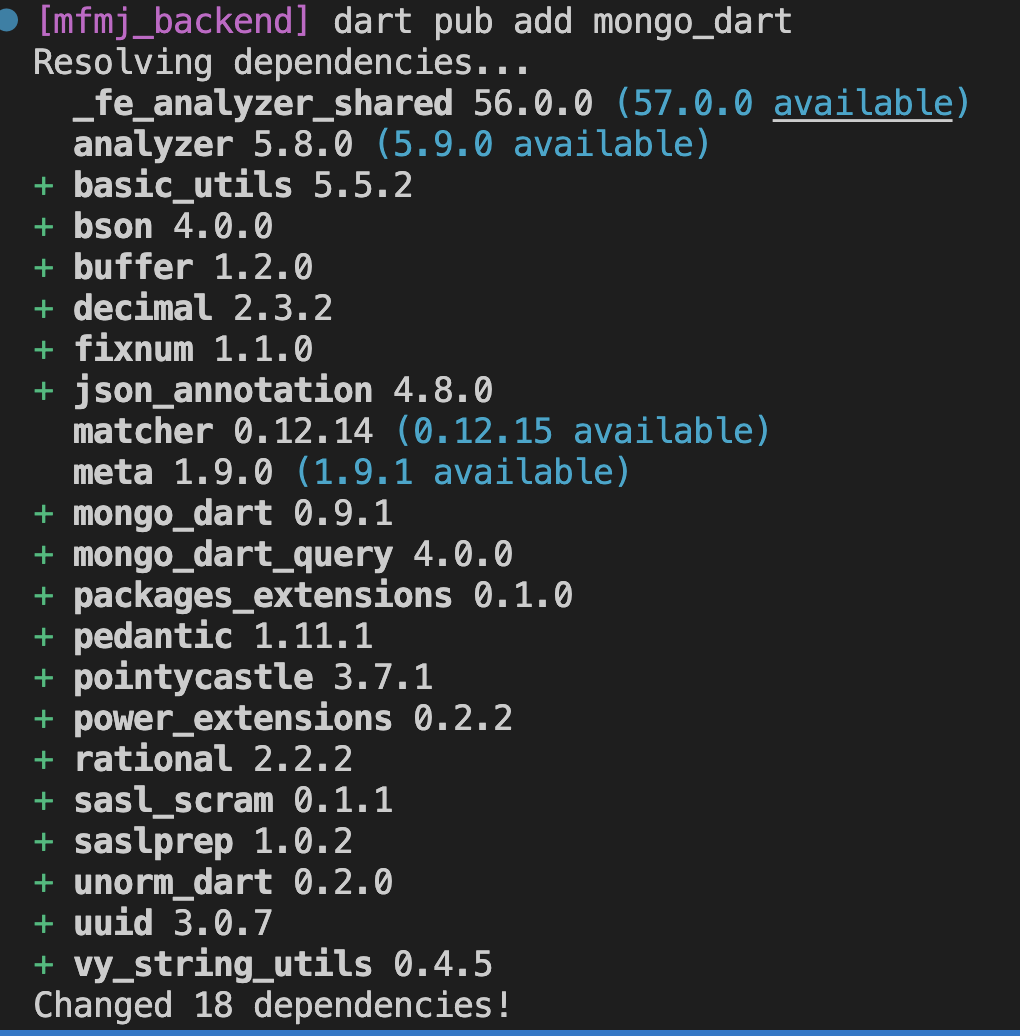 [mfmj_backend] dart pub add mongo_dart
Resolving dependencies...
  _fe_analyzer_shared 56.0.0 (57.0.0 available)
  analyzer 5.8.0 (5.9.0 available)
+ basic_utils 5.5.2
+ bson 4.0.0
+ buffer 1.2.0
+ decimal 2.3.2
+ fixnum 1.1.0
+ json_annotation 4.8.0
  matcher 0.12.14 (0.12.15 available)
  meta 1.9.0 (1.9.1 available)
+ mongo_dart 0.9.1
+ mongo_dart_query 4.0.0
+ packages_extensions 0.1.0
+ pedantic 1.11.1
+ pointycastle 3.7.1
+ power_extensions 0.2.2
+ rational 2.2.2
+ sasl_scram 0.1.1
+ saslprep 1.0.2
+ unorm_dart 0.2.0
+ uuid 3.0.7
+ vy_string_utils 0.4.5
Changed 18 dependencies!